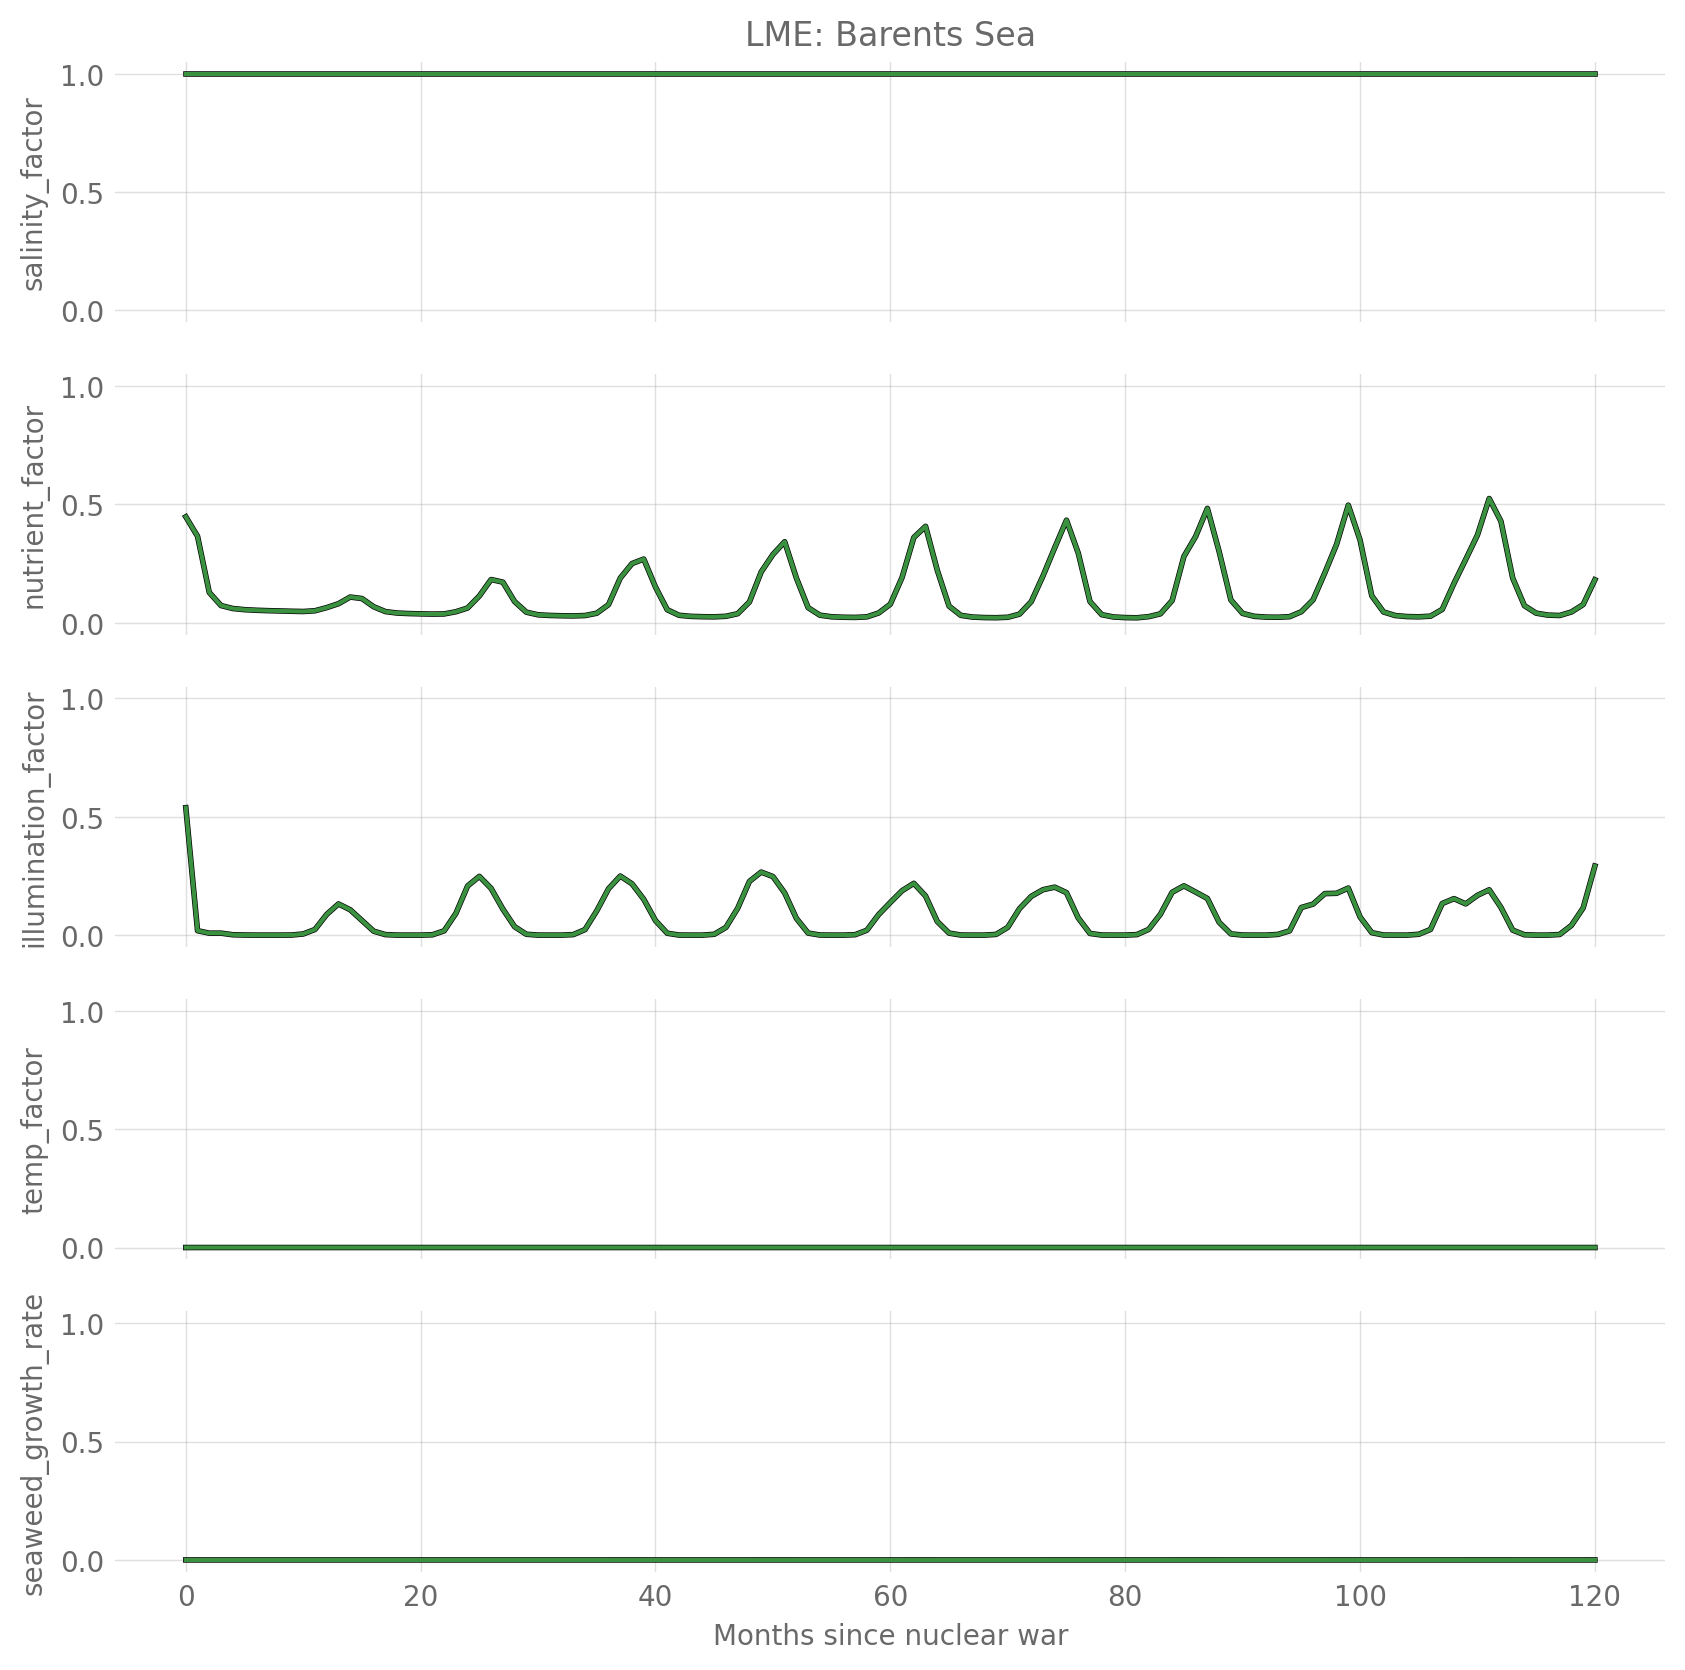 LME: Barents Sea
salinity_factor
1.0
0.5
0.0
nutrient_factor
1.0
0.5
0.0
illumination_factor
1.0
0.5
0.0
temp_factor
1.0
0.5
0.0
seaweed_growth_rate
1.0
0.5
0.0
0 20 40 60 80 100 120
Months since nuclear war